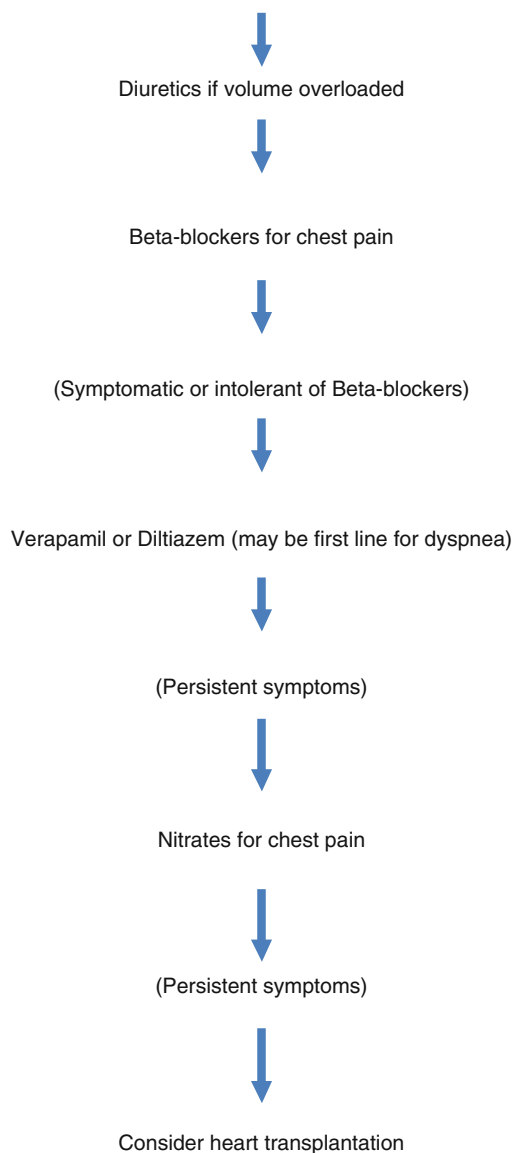 Diuretics if volume overloaded
Beta-blockers for chest pain
(Symptomatic or intolerant of Beta-blockers)
Verapamil or Diltiazem (may be first line for dyspnea)
(Persistent symptoms)
Nitrates for chest pain
(Persistent symptoms)
Consider heart transplantation